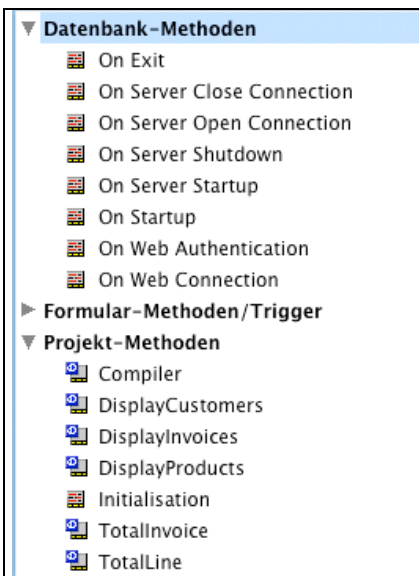 Datenbank-Methoden
On Exit
On Server Close Connection
On Server Open Connection
On Server Shutdown
On Server Startup
On Startup
On Web Authentication
On Web Connection
Formular-Methoden/Trigger
Projekt-Methoden
Compiler
DisplayCustomers
DisplayInvoices
DisplayProducts
Initialisation
TotalInvoice
TotalLine